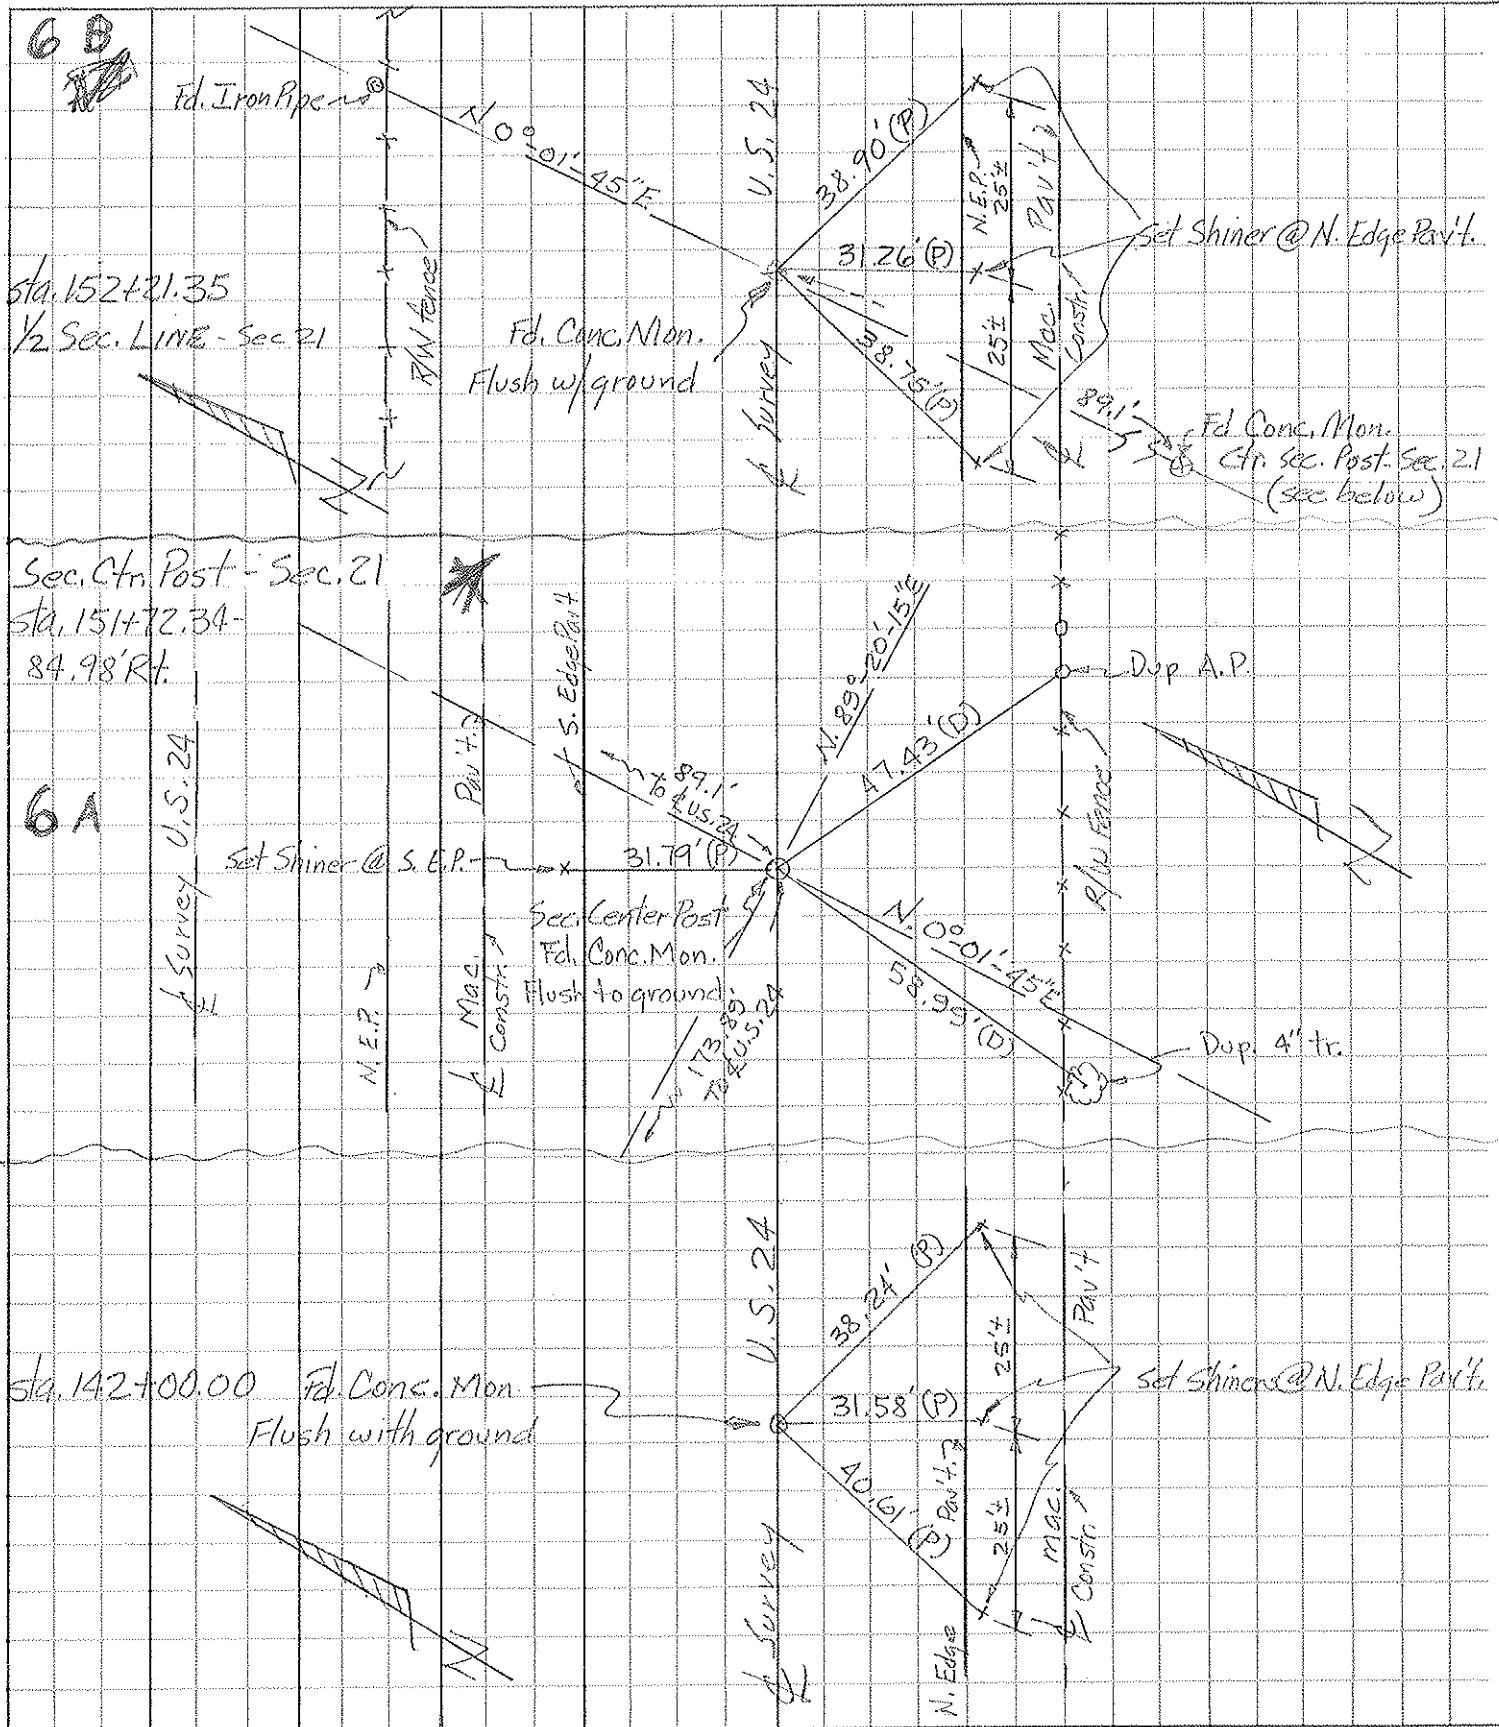 6 B
Fd. Iron Pipe
N 0°-01'-45"E
U.S. 24
38.90' (P)
N.E.P.
25'±
Pav't
31.26' (P)
Set Shiner @ N. Edge Pav't.
Sta. 152+21.35
1/2 Sec. LINE - Sec 21
R/W fence
Fd. Conc. Mon.
Flush w/ ground
℄ Survey
38.75' (P)
25'±
Mac.
℄ Constr.
89.1'
Fd. Conc. Mon.
Ctr. Sec. Post - Sec. 21
(see below)
N
Sec. Ctr. Post - Sec. 21
Sta. 151+72.34-
84.98' Rt.
6 A
℄ Survey U.S. 24
N.E.P.
Pav't.
Mac.
℄ Constr.
S. Edge Pav't
89.1'
to ℄ U.S. 24
N. 89°-20'-15"E
47.43' (D)
Dup A.P.
R/W Fence
Set Shiner @ S.E.P.
31.79' (P)
Sec. Center Post
Fd. Conc. Mon.
Flush to ground
173.89'
To ℄ U.S. 24
N. 0°-01'-45"E
58.99' (D)
Dup. 4" tr.
N
U.S. 24
38.24' (P)
25'±
Pav't
Sta. 142+00.00
Fd. Conc. Mon
Flush with ground
31.58' (P)
Set Shiners @ N. Edge Pav't.
40.61' (P)
25'±
Mac.
℄ Constr.
N. Edge Pav't.
℄ Survey
N